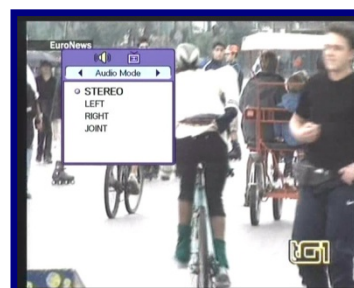 EuroNews
Audio Mode
STEREO
LEFT
RIGHT
JOINT
TG1